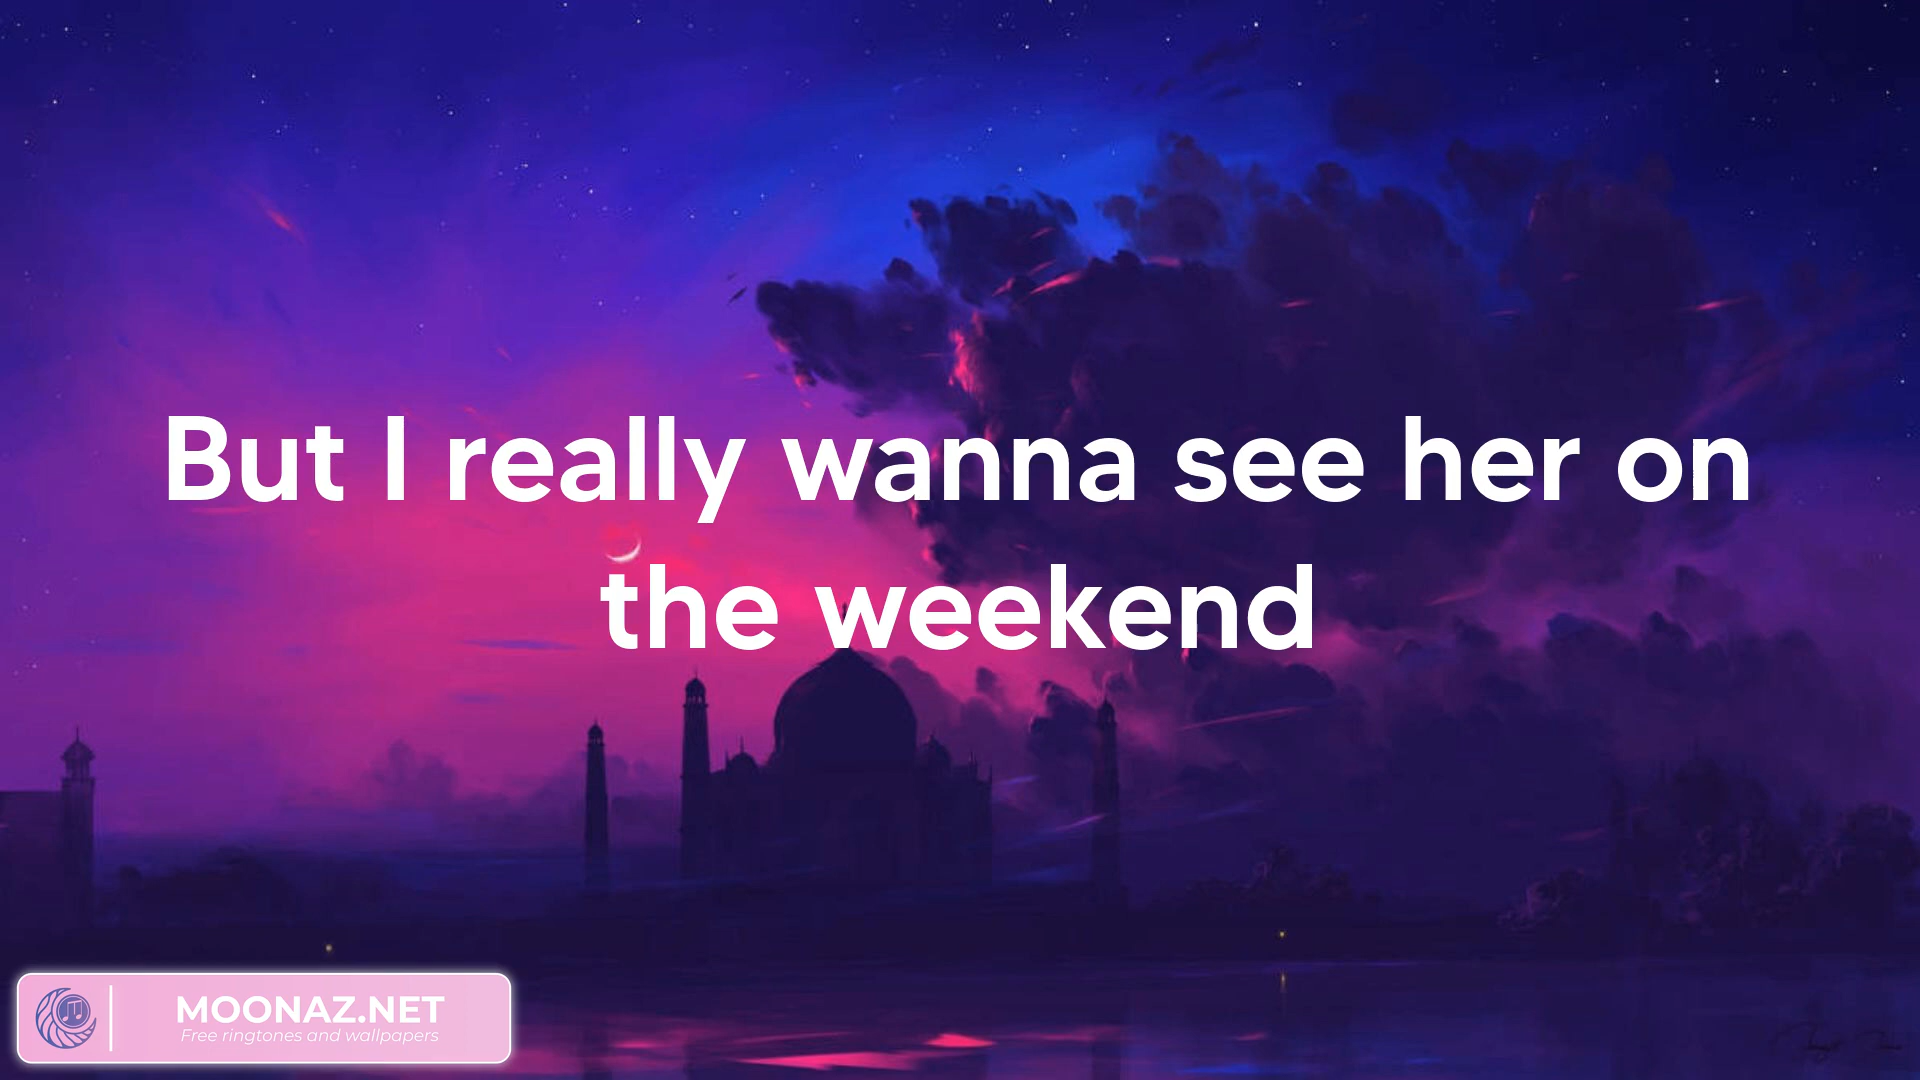 But I really wanna see her on
the weekend
MOONAZ.NET
Free ringtones and wallpapers